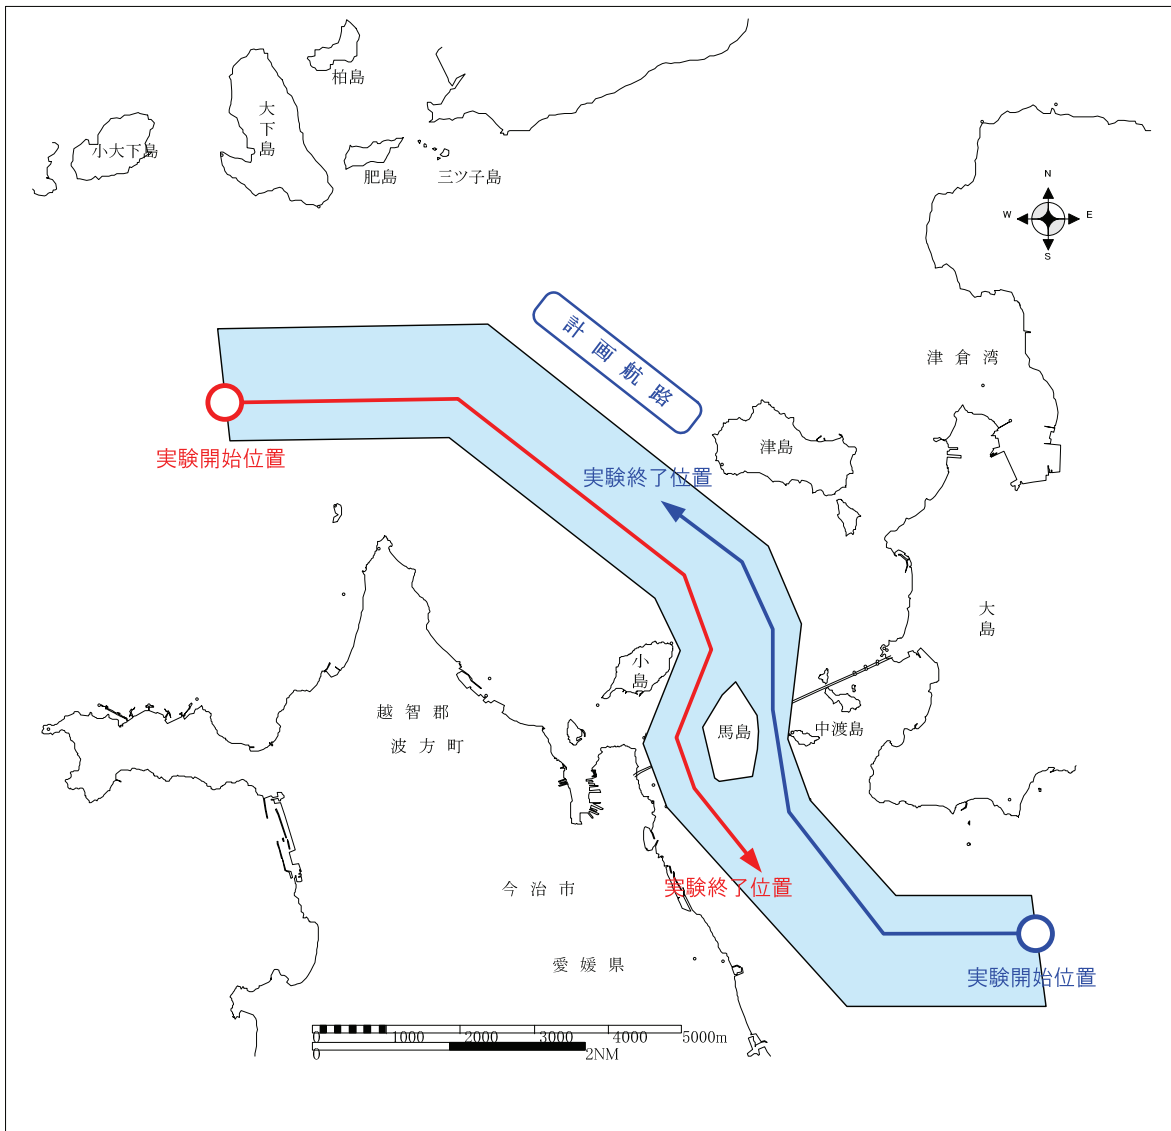 柏島
大下島
小大下島
肥島
三ツ子島
N
W
E
S
計画航路
津倉湾
実験開始位置
津島
実験終了位置
大島
小島
越智郡
波方町
馬島
中渡島
実験終了位置
今治市
愛媛県
実験開始位置
0 1000 2000 3000 4000 5000m
0 2NM